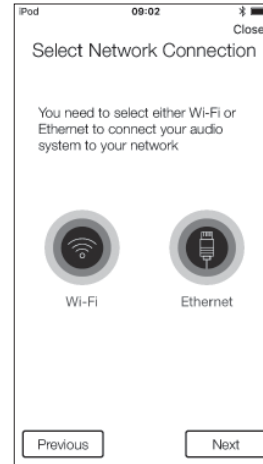 iPod 09:02
Close
Select Network Connection
You need to select either Wi-Fi or
Ethernet to connect your audio
system to your network
Wi-Fi Ethernet
Previous Next